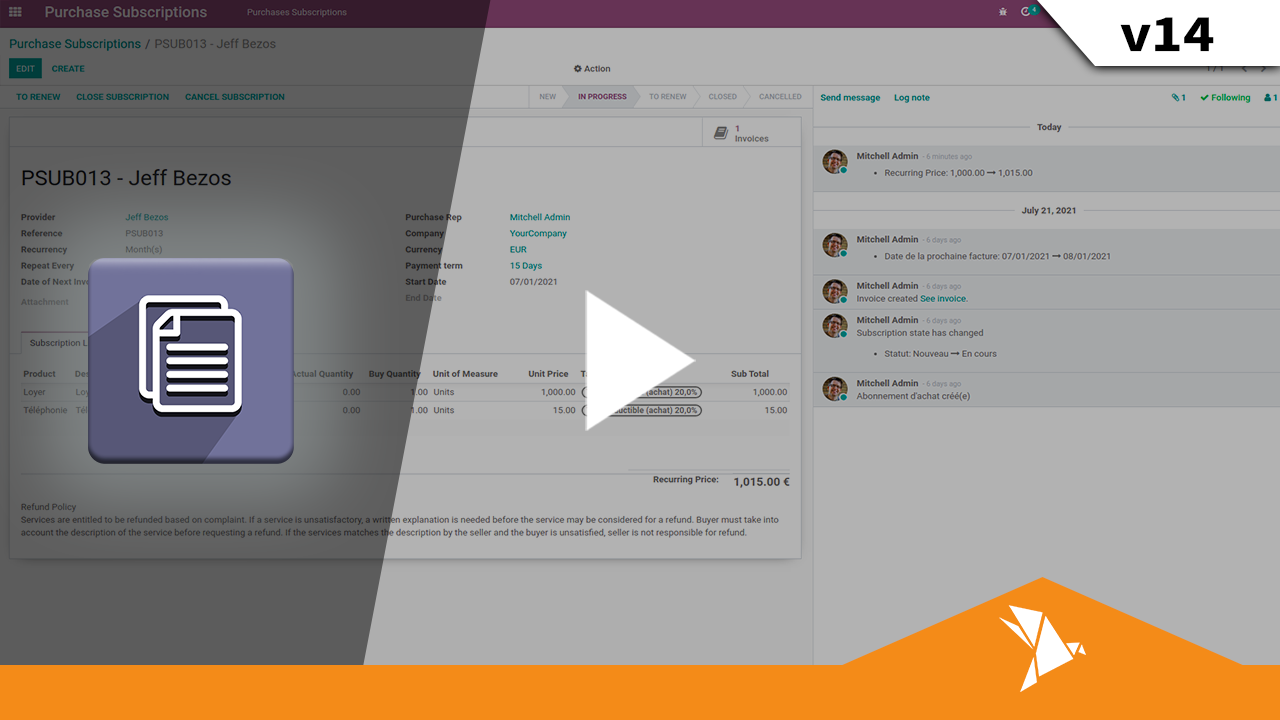 Purchase Subscriptions Purchases Subscriptions 4
v14
Purchase Subscriptions / PSUB013 - Jeff Bezos
EDIT CREATE Action 1 / 1
TO RENEW CLOSE SUBSCRIPTION CANCEL SUBSCRIPTION NEW IN PROGRESS TO RENEW CLOSED CANCELLED
1
Invoices
PSUB013 - Jeff Bezos
Provider Jeff Bezos
Reference PSUB013
Recurrency Month(s)
Repeat Every
Date of Next Inv
Attachment
Purchase Rep Mitchell Admin
Company YourCompany
Currency EUR
Payment term 15 Days
Start Date 07/01/2021
End Date
Subscription L
Product Des Actual Quantity Buy Quantity Unit of Measure Unit Price Ta Sub Total
Loyer Loy 0.00 1.00 Units 1,000.00 (achat) 20,0% 1,000.00
Téléphonie Tél 0.00 1.00 Units 15.00 uctible (achat) 20,0% 15.00
Recurring Price: 1,015.00 €
Refund Policy
Services are entitled to be refunded based on complaint. If a service is unsatisfactory, a written explanation is needed before the service may be considered for a refund. Buyer must take into
account the description of the service before requesting a refund. If the services matches the description by the seller and the buyer is unsatisfied, seller is not responsible for refund.
Send message Log note 1 Following 1
Today
Mitchell Admin - 6 minutes ago
• Recurring Price: 1,000.00 → 1,015.00
July 21, 2021
Mitchell Admin - 6 days ago
• Date de la prochaine facture: 07/01/2021 → 08/01/2021
Mitchell Admin - 6 days ago
Invoice created See invoice.
Mitchell Admin - 6 days ago
Subscription state has changed
• Statut: Nouveau → En cours
Mitchell Admin - 6 days ago
Abonnement d'achat créé(e)